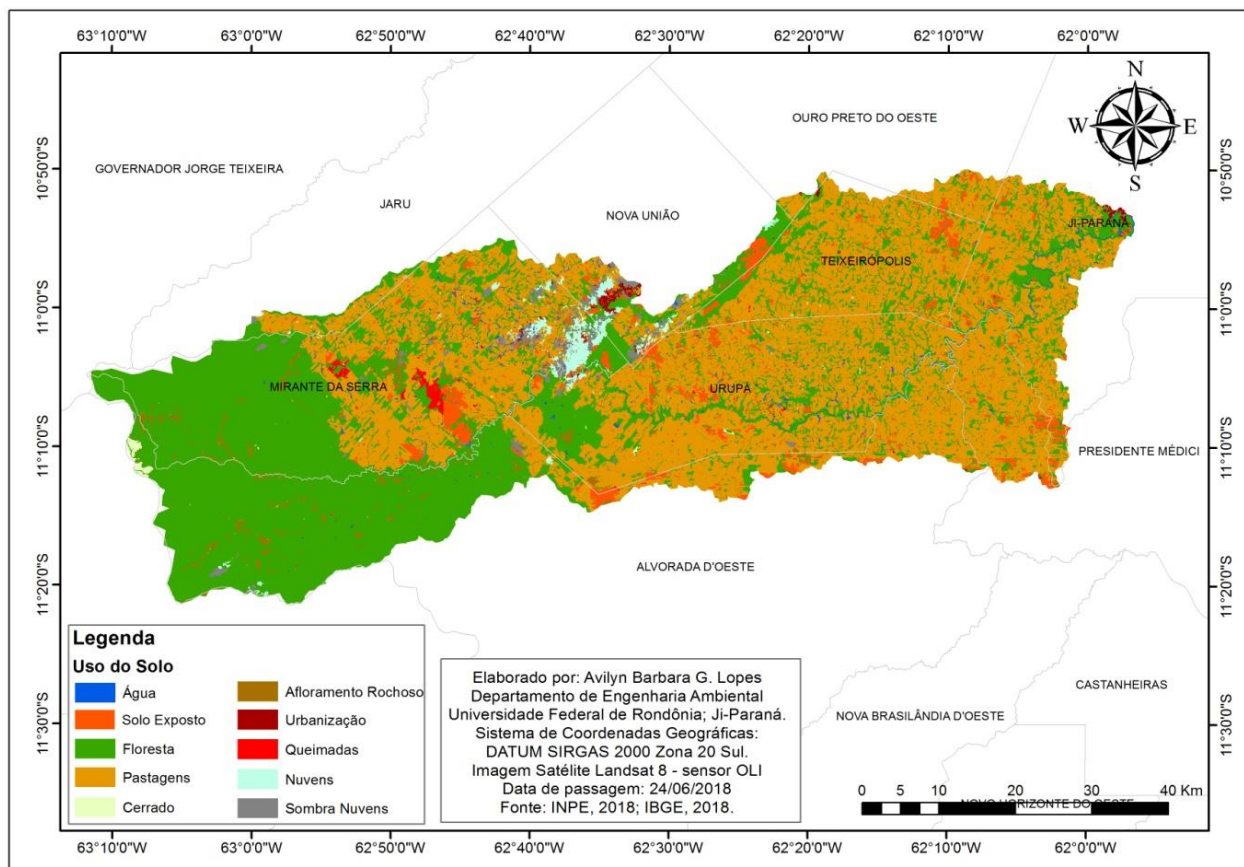 63°10'0"W 63°0'0"W 62°50'0"W 62°40'0"W 62°30'0"W 62°20'0"W 62°10'0"W 62°0'0"W
N
W E
S
OURO PRETO DO OESTE
10°50'0"S 10°50'0"S
GOVERNADOR JORGE TEIXEIRA
JARU
NOVA UNIÃO
JI-PARANÁ
TEIXEIRÓPOLIS
11°0'0"S 11°0'0"S
MIRANTE DA SERRA
URUPÁ
11°10'0"S 11°10'0"S
PRESIDENTE MÉDICI
ALVORADA D'OESTE
11°20'0"S 11°20'0"S
CASTANHEIRAS
NOVA BRASILÂNDIA D'OESTE
11°30'0"S 11°30'0"S
NOVO HORIZONTE DO OESTE
Legenda
Uso do Solo
Água
Solo Exposto
Floresta
Pastagens
Cerrado
Afloramento Rochoso
Urbanização
Queimadas
Nuvens
Sombra Nuvens
Elaborado por: Avilyn Barbara G. Lopes
Departamento de Engenharia Ambiental
Universidade Federal de Rondônia; Ji-Paraná.
Sistema de Coordenadas Geográficas:
DATUM SIRGAS 2000 Zona 20 Sul.
Imagem Satélite Landsat 8 - sensor OLI
Data de passagem: 24/06/2018
Fonte: INPE, 2018; IBGE, 2018.
0 5 10 20 30 40 Km
63°10'0"W 63°0'0"W 62°50'0"W 62°40'0"W 62°30'0"W 62°20'0"W 62°10'0"W 62°0'0"W